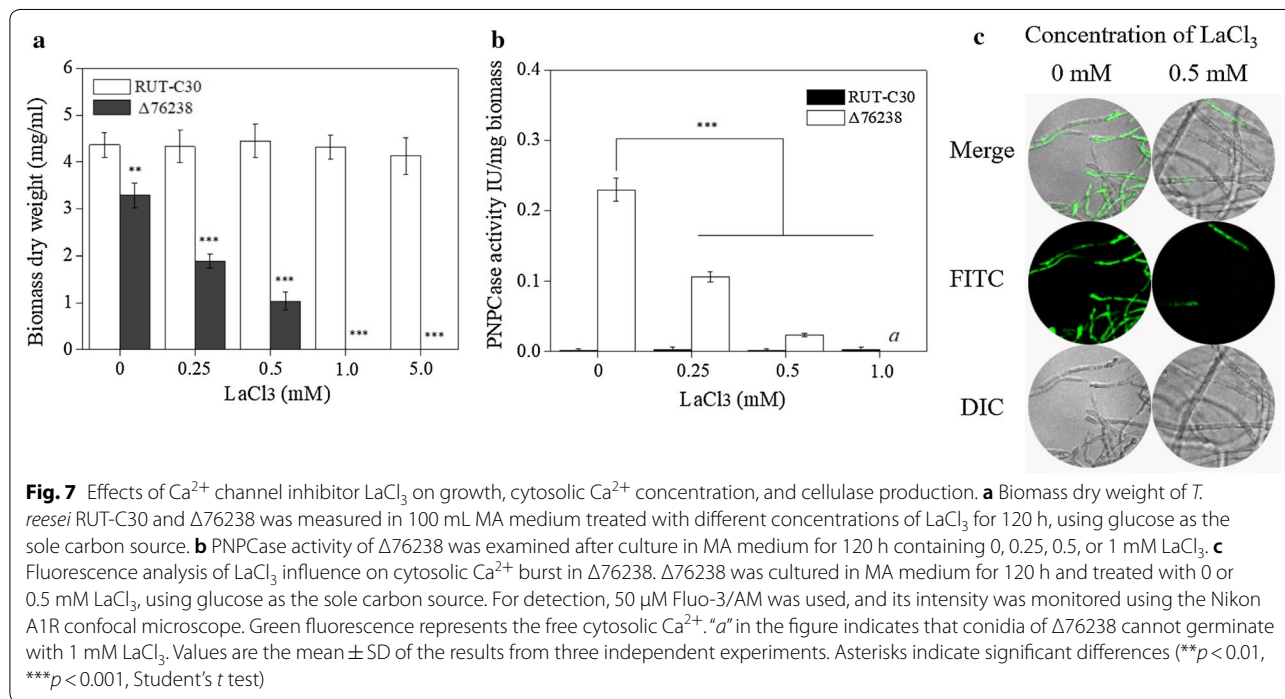 a
6
5
4
3
2
1
0
Biomass dry weight (mg/ml)
RUT-C30
Δ76238
**
***
***
***
***
0 0.25 0.5 1.0 5.0
LaCl3 (mM)
b
0.4
0.3
0.2
0.1
0.0
PNPCase activity IU/mg biomass
RUT-C30
Δ76238
***
a
0 0.25 0.5 1.0
LaCl3 (mM)
c
Concentration of LaCl₃
0 mM 0.5 mM
Merge
FITC
DIC
Fig. 7 Effects of Ca²⁺ channel inhibitor LaCl₃ on growth, cytosolic Ca²⁺ concentration, and cellulase production. a Biomass dry weight of T.
reesei RUT-C30 and Δ76238 was measured in 100 mL MA medium treated with different concentrations of LaCl₃ for 120 h, using glucose as the
sole carbon source. b PNPCase activity of Δ76238 was examined after culture in MA medium for 120 h containing 0, 0.25, 0.5, or 1 mM LaCl₃. c
Fluorescence analysis of LaCl₃ influence on cytosolic Ca²⁺ burst in Δ76238. Δ76238 was cultured in MA medium for 120 h and treated with 0 or
0.5 mM LaCl₃, using glucose as the sole carbon source. For detection, 50 μM Fluo-3/AM was used, and its intensity was monitored using the Nikon
A1R confocal microscope. Green fluorescence represents the free cytosolic Ca²⁺. "a" in the figure indicates that conidia of Δ76238 cannot germinate
with 1 mM LaCl₃. Values are the mean ± SD of the results from three independent experiments. Asterisks indicate significant differences (**p < 0.01,
***p < 0.001, Student's t test)